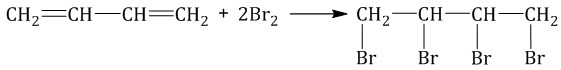 CH₂═CH─CH═CH₂ + 2Br₂ ⟶ CH₂─CH─CH─CH₂
Br Br Br Br